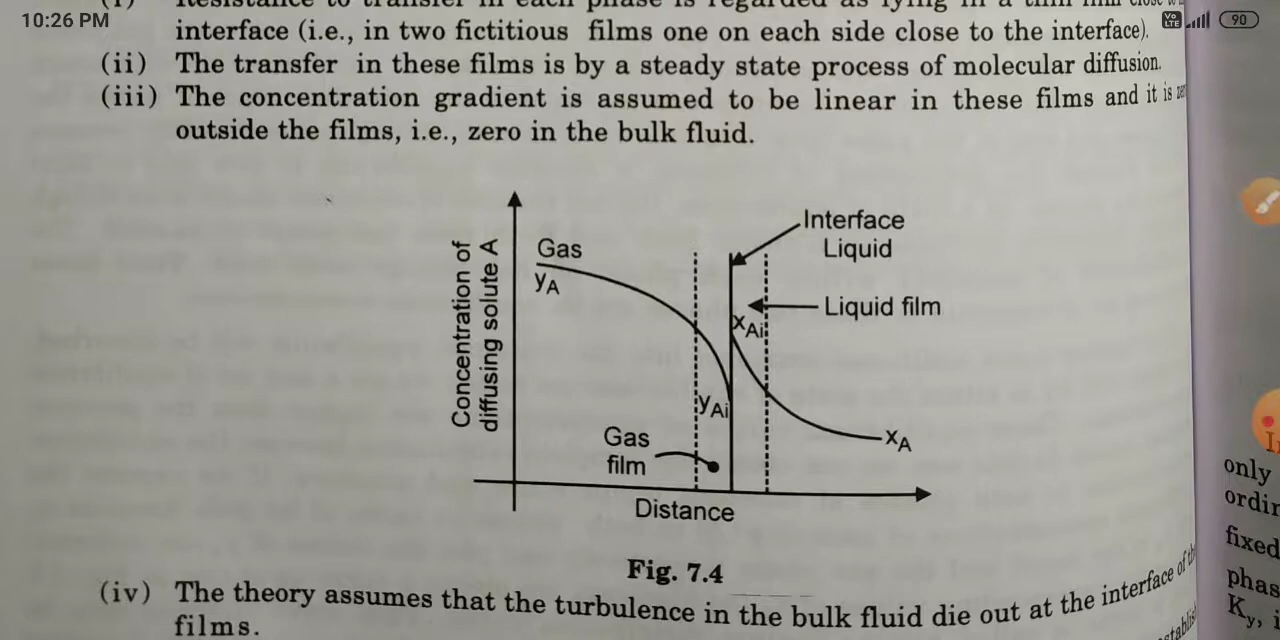 10:26 PM
VO
LTE
90
interface (i.e., in two fictitious films one on each side close to the interface).
(ii) The transfer in these films is by a steady state process of molecular diffusion.
(iii) The concentration gradient is assumed to be linear in these films and it is
outside the films, i.e., zero in the bulk fluid.
Interface
Liquid
Gas
yA
Concentration of
diffusing solute A
Liquid film
xAi
yAi
Gas
film
xA
Distance
Fig. 7.4
(iv) The theory assumes that the turbulence in the bulk fluid die out at the interface of
films.
only
fixed
Ky,